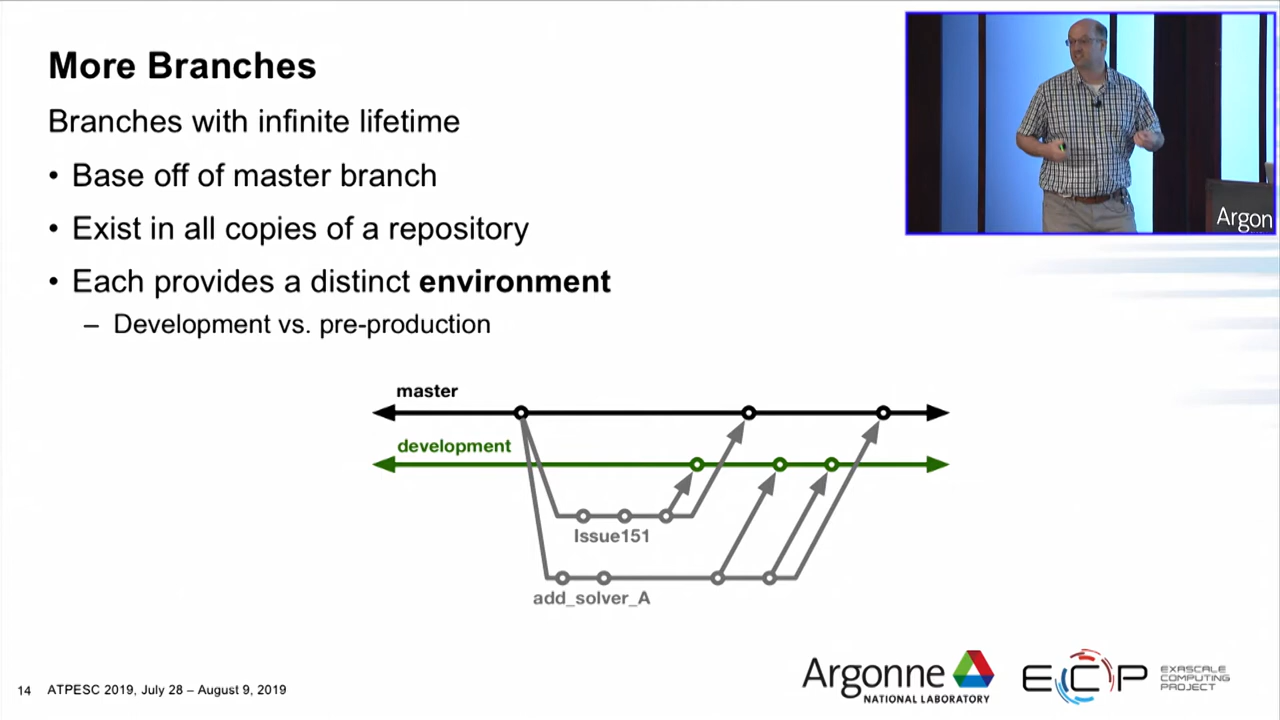 More Branches
Branches with infinite lifetime
• Base off of master branch
• Exist in all copies of a repository
• Each provides a distinct environment
– Development vs. pre-production
Argon
master
development
Issue151
add_solver_A
14 ATPESC 2019, July 28 – August 9, 2019
Argonne
NATIONAL LABORATORY
ECP
EXASCALE
COMPUTING
PROJECT